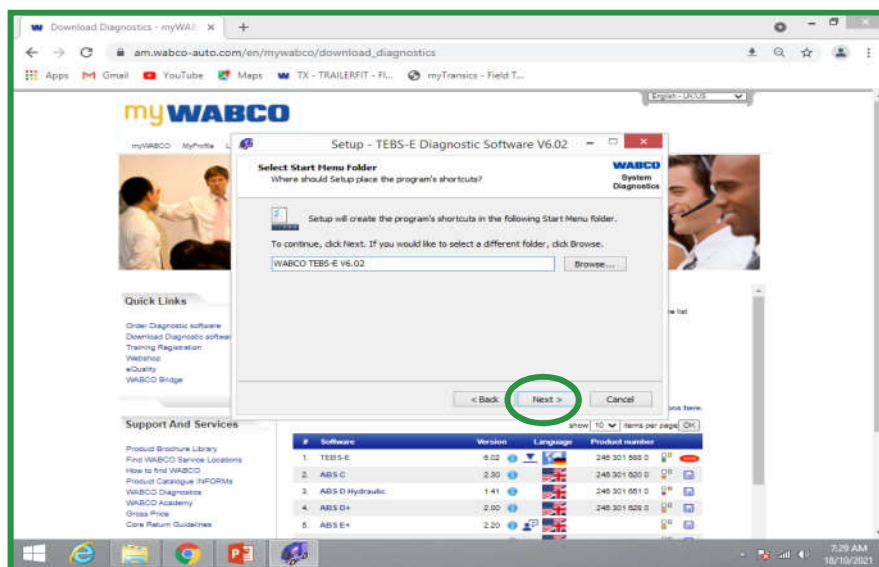 Download Diagnostics - myWAB
am.wabco-auto.com/en/mywabco/download_diagnostics
Apps Gmail YouTube Maps TX - TRAILERFIT - FI... myTransics - Field T...
English - UK/US
myWABCO
myWABCO MyProfile
Setup - TEBS-E Diagnostic Software V6.02
Select Start Menu Folder
Where should Setup place the program's shortcuts?
WABCO
System
Diagnostics
Setup will create the program's shortcuts in the following Start Menu folder.
To continue, click Next. If you would like to select a different folder, click Browse.
WABCO TEBS-E V6.02
Browse...
< Back Next > Cancel
Quick Links
Order Diagnostic software
Download Diagnostic softwar
Training Registration
Webshop
eQuality
WABCO Bridge
e list
ons here.
show 10 items per page OK
Support And Services
Product Brochure Library
Find WABCO Service Locations
How to find WABCO
Product Catalogue INFORMs
WABCO Diagnostics
WABCO Academy
Gross Price
Core Return Guidelines
# Software Version Language Product number
1. TEBS-E 6.02 246 301 588 0
2. ABS C 2.30 246 301 620 0
3. ABS D Hydraulic 1.41 246 301 651 0
4. ABS D+ 2.00 246 301 629 0
5. ABS E+ 2.20
7:29 AM
18/10/2021